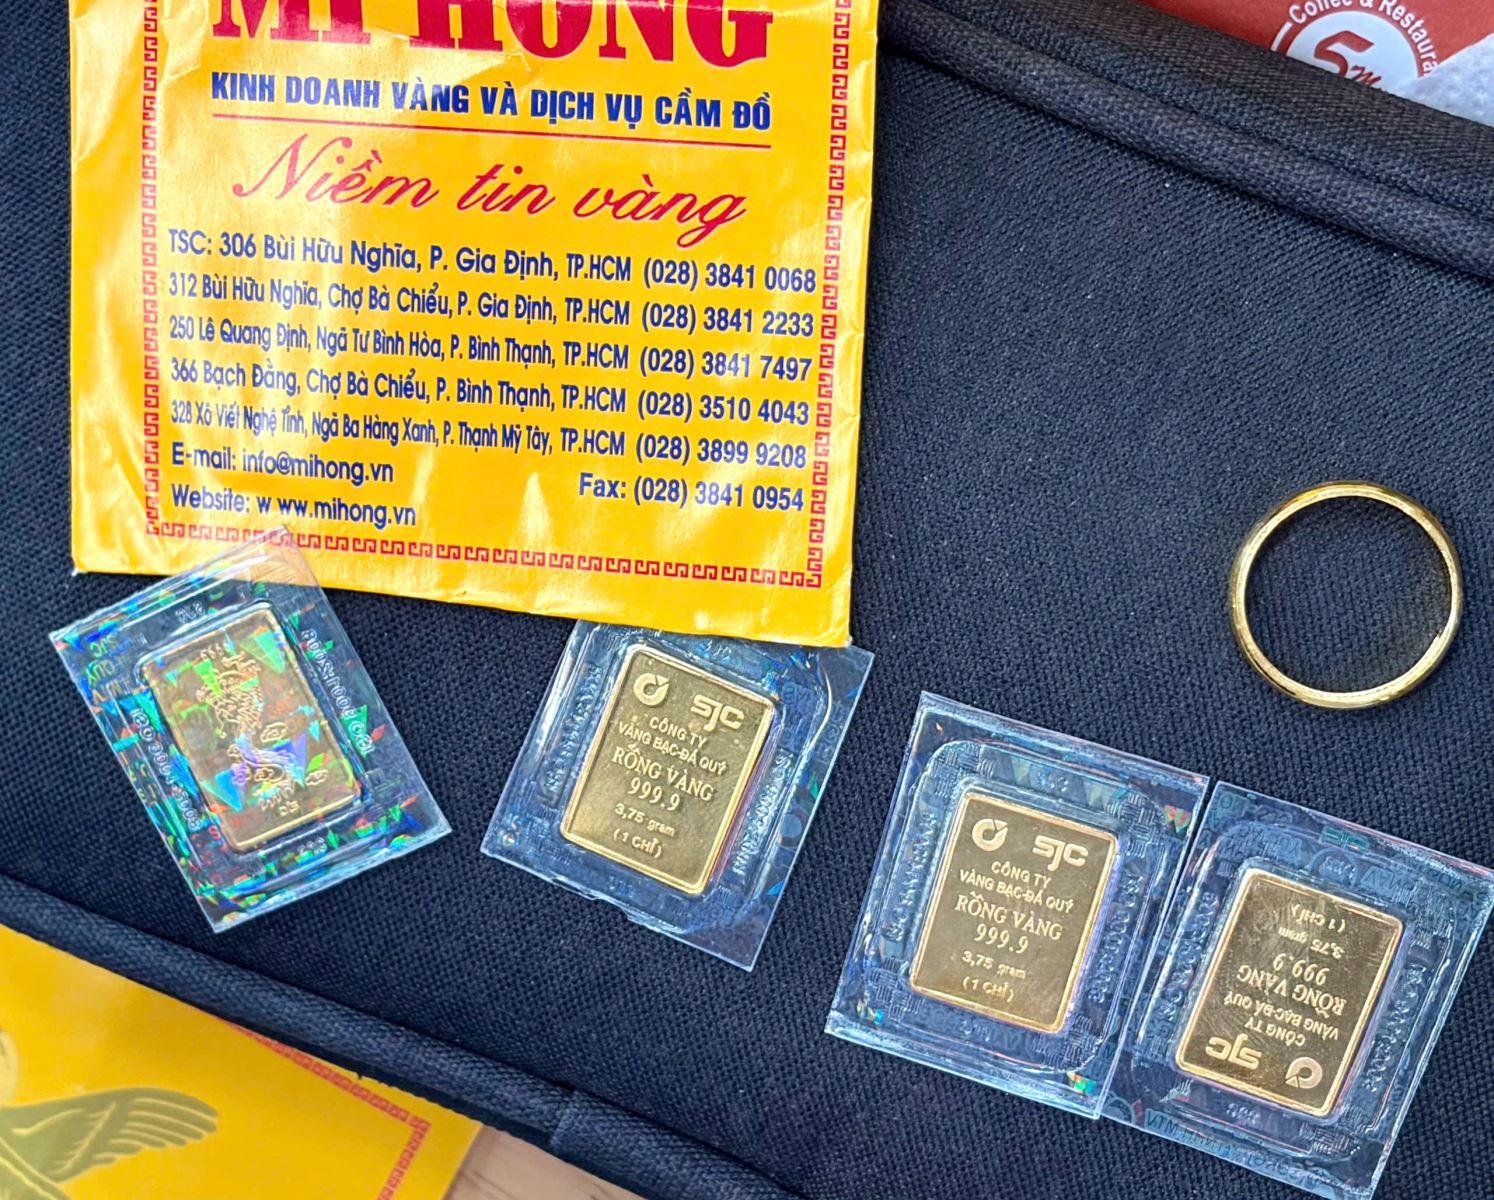 MI HONG
KINH DOANH VÀNG VÀ DỊCH VỤ CẦM ĐỒ
Niềm tin vàng
TSC: 306 Bùi Hữu Nghĩa, P. Gia Định, TP.HCM (028) 3841 0068
312 Bùi Hữu Nghĩa, Chợ Bà Chiểu, P. Gia Định, TP.HCM (028) 3841 2233
250 Lê Quang Định, Ngã Tư Bình Hòa, P. Bình Thạnh, TP.HCM (028) 3841 7497
366 Bạch Đằng, Chợ Bà Chiểu, P. Bình Thạnh, TP.HCM (028) 3510 4043
328 Xô Viết Nghệ Tĩnh, Ngã Ba Hàng Xanh, P. Thạnh Mỹ Tây, TP.HCM (028) 3899 9208
E-mail: info@mihong.vn
Fax: (028) 3841 0954
Website: w ww.mihong.vn
Coffee & Restaura
5
SJC
CÔNG TY
VÀNG BẠC-ĐÁ QUÝ
RỒNG VÀNG
999.9
3,75 gram
(1 CHỈ)
SJC
CÔNG TY
VÀNG BẠC-ĐÁ QUÝ
RỒNG VÀNG
999.9
3,75 gram
(1 CHỈ)
SJC
CÔNG TY
VÀNG BẠC-ĐÁ QUÝ
RỒNG VÀNG
999.9
3,75 gram
(1 CHỈ)